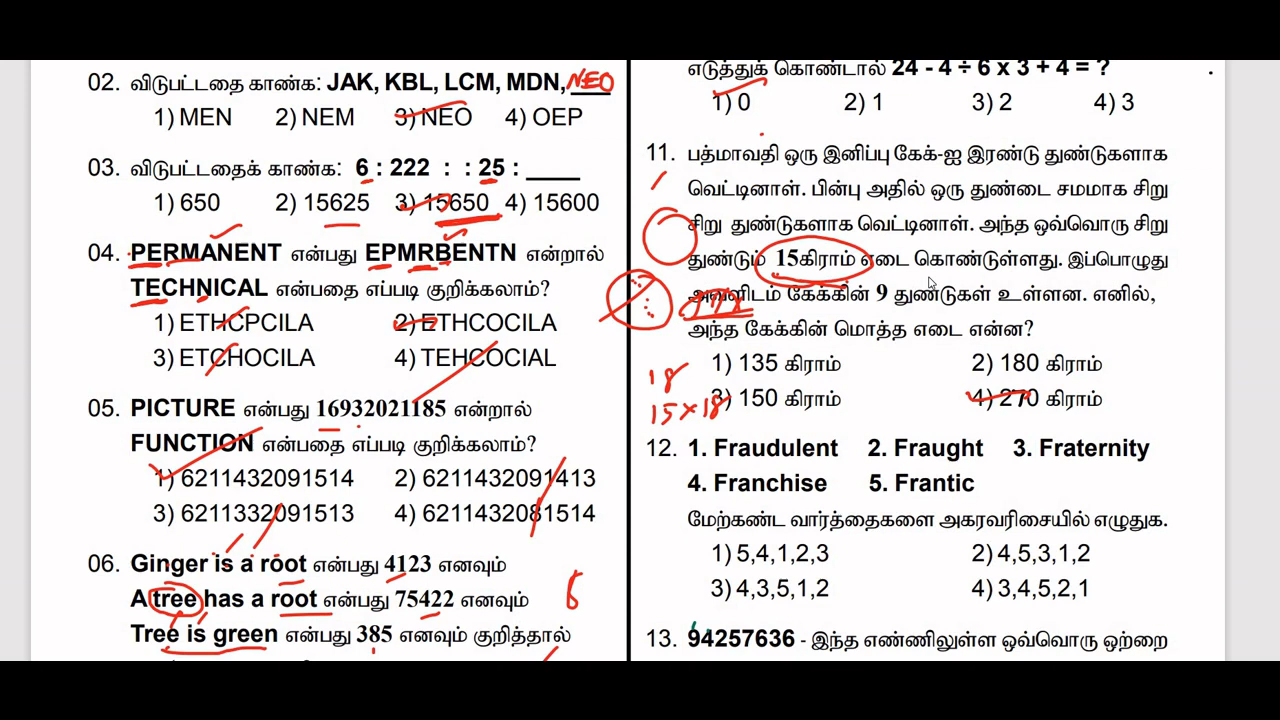 02. விடுபட்டதை காண்க: JAK, KBL, LCM, MDN, NEO
1) MEN 2) NEM 3) NEO 4) OEP
03. விடுபட்டதைக் காண்க: 6 : 222 : : 25 : ____
1) 650 2) 15625 3) 15650 4) 15600
04. PERMANENT என்பது EPMRBENTN என்றால்
TECHNICAL என்பதை எப்படி குறிக்கலாம்?
1) ETHCPCILA 2) ETHCOCILA
3) ETCHOCILA 4) TEHCOCIAL
05. PICTURE என்பது 16932021185 என்றால்
FUNCTION என்பதை எப்படி குறிக்கலாம்?
1) 6211432091514 2) 6211432091413
3) 6211332091513 4) 6211432081514
06. Ginger is a root என்பது 4123 எனவும்
A tree has a root என்பது 75422 எனவும் 6
Tree is green என்பது 385 எனவும் குறித்தால்
எடுத்துக் கொண்டால் 24 - 4 ÷ 6 x 3 + 4 = ?
1) 0 2) 1 3) 2 4) 3
11. பத்மாவதி ஒரு இனிப்பு கேக்-ஐ இரண்டு துண்டுகளாக
வெட்டினாள். பின்பு அதில் ஒரு துண்டை சமமாக சிறு
சிறு துண்டுகளாக வெட்டினாள். அந்த ஒவ்வொரு சிறு
துண்டும் 15கிராம் எடை கொண்டுள்ளது. இப்பொழுது
அவளிடம் கேக்கின் 9 துண்டுகள் உள்ளன. எனில்,
அந்த கேக்கின் மொத்த எடை என்ன?
1) 135 கிராம் 2) 180 கிராம்
18
3) 150 கிராம் 4) 270 கிராம்
15 x 18
12. 1. Fraudulent 2. Fraught 3. Fraternity
4. Franchise 5. Frantic
மேற்கண்ட வார்த்தைகளை அகரவரிசையில் எழுதுக.
1) 5,4,1,2,3 2) 4,5,3,1,2
3) 4,3,5,1,2 4) 3,4,5,2,1
13. 94257636 - இந்த எண்ணிலுள்ள ஒவ்வொரு ஒற்றை